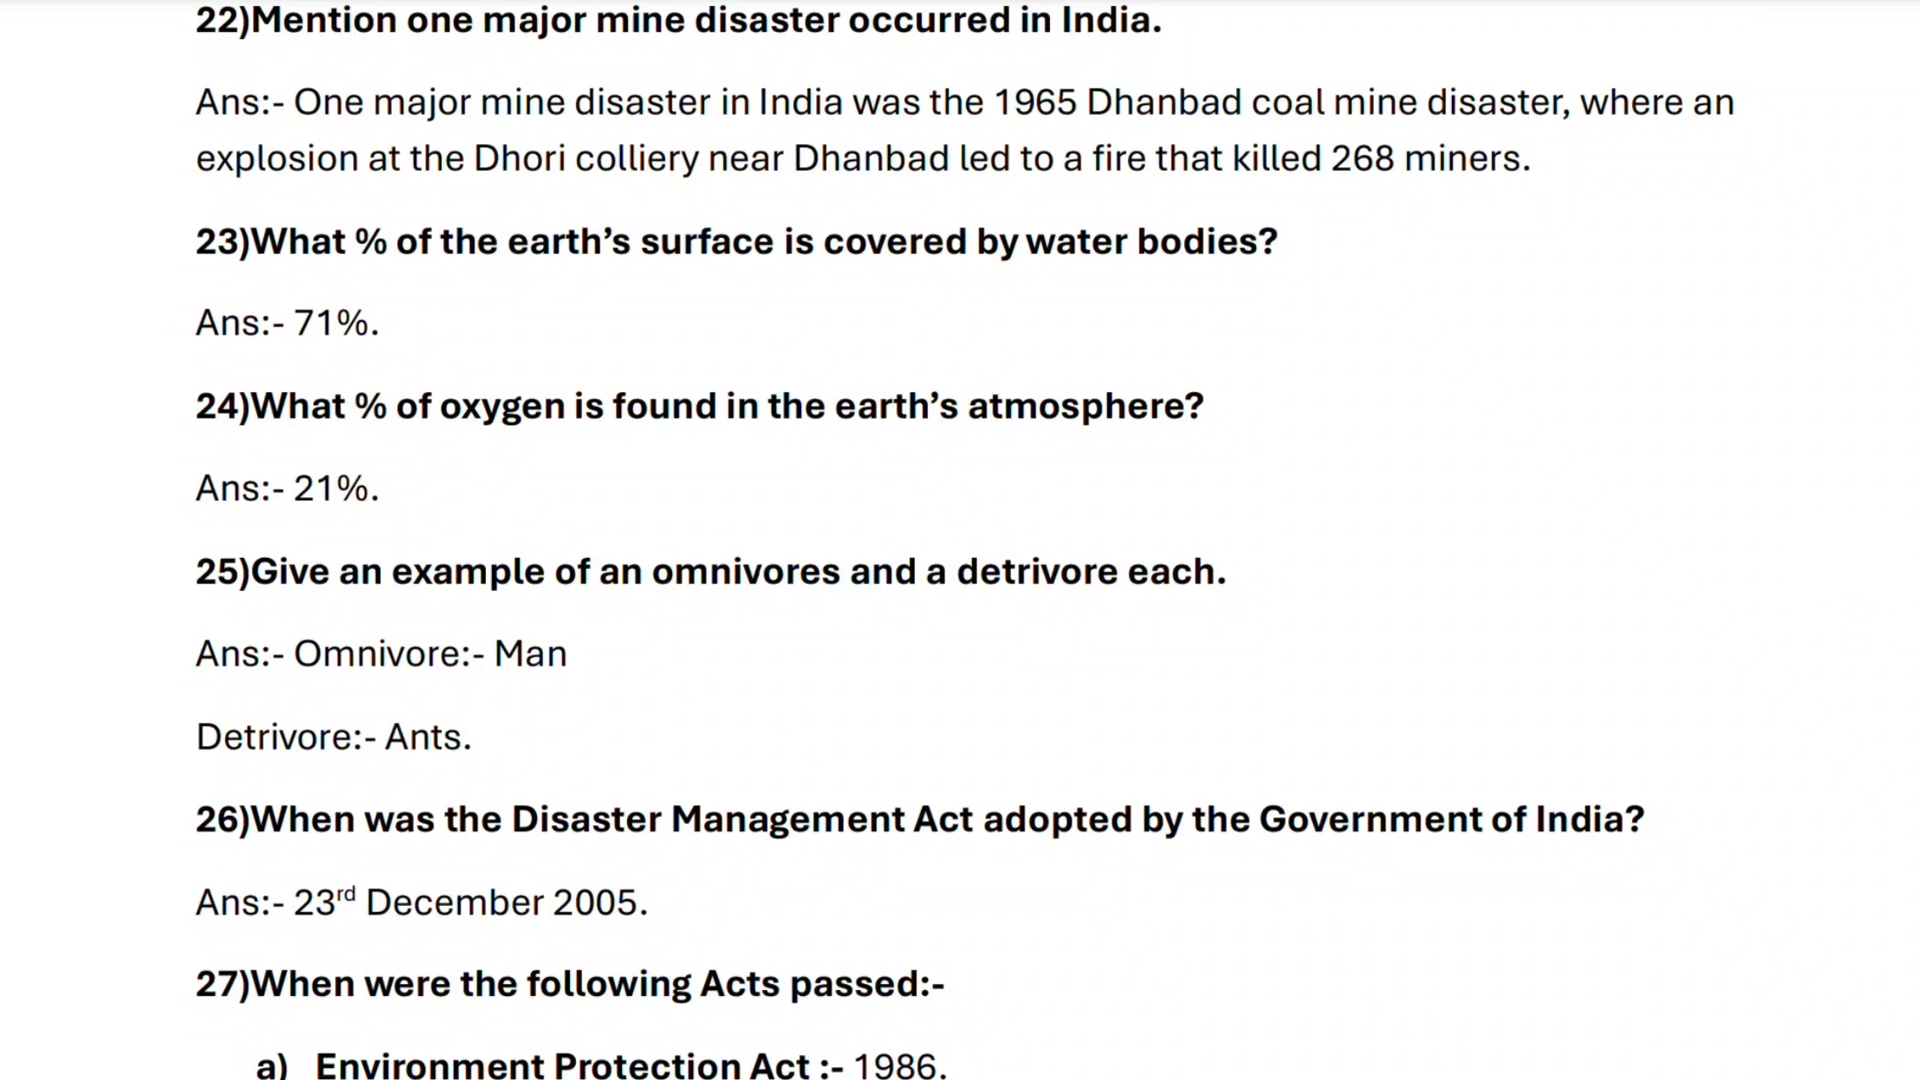 22)Mention one major mine disaster occurred in India.
Ans:- One major mine disaster in India was the 1965 Dhanbad coal mine disaster, where an
explosion at the Dhori colliery near Dhanbad led to a fire that killed 268 miners.
23)What % of the earth’s surface is covered by water bodies?
Ans:- 71%.
24)What % of oxygen is found in the earth’s atmosphere?
Ans:- 21%.
25)Give an example of an omnivores and a detrivore each.
Ans:- Omnivore:- Man
Detrivore:- Ants.
26)When was the Disaster Management Act adopted by the Government of India?
Ans:- 23rd December 2005.
27)When were the following Acts passed:-
a) Environment Protection Act :- 1986.